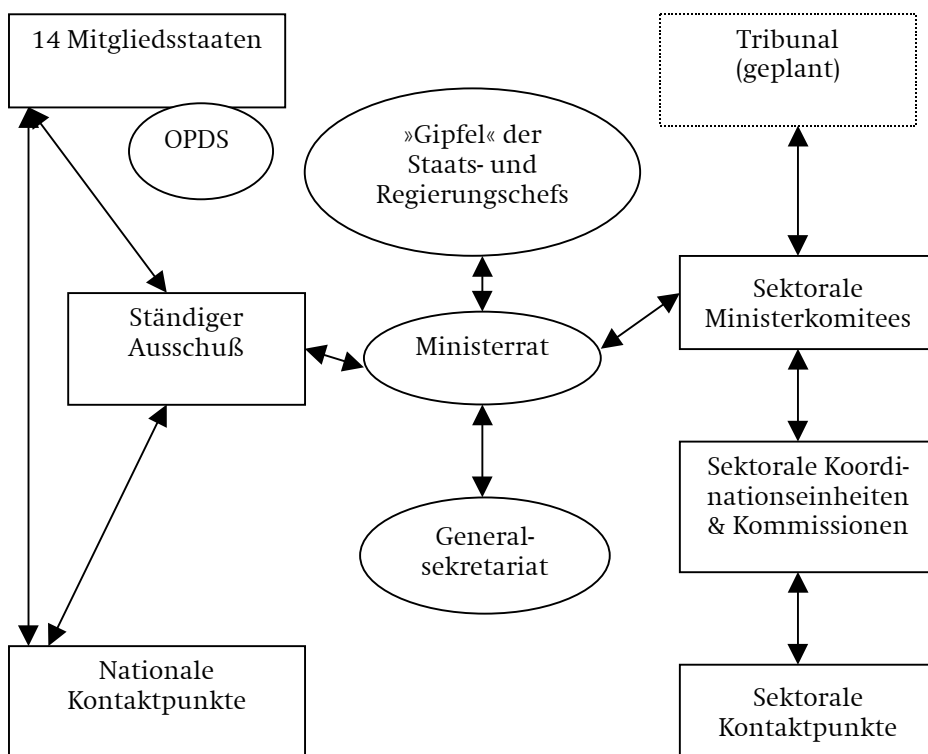 14 Mitgliedsstaaten
OPDS
»Gipfel« der
Staats- und
Regierungschefs
Tribunal
(geplant)
Ständiger
Ausschuß
Ministerrat
Sektorale
Ministerkomitees
General-
sekretariat
Sektorale Koordi-
nationseinheiten
& Kommissionen
Nationale
Kontaktpunkte
Sektorale
Kontaktpunkte